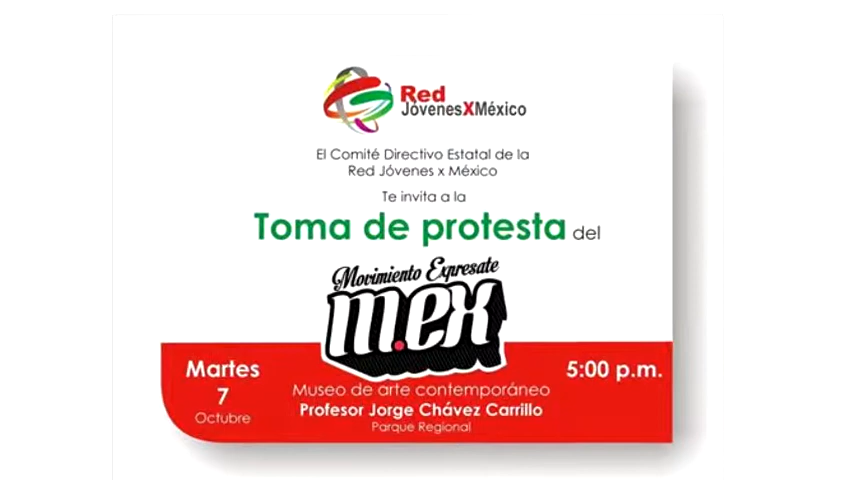 Red
JóvenesXMéxico
El Comité Directivo Estatal de la
Red Jóvenes x México
Te invita a la
Toma de protesta del
Movimiento Expresate
m.ex
Martes
7
Octubre
5:00 p.m.
Museo de arte contemporáneo
Profesor Jorge Chávez Carrillo
Parque Regional